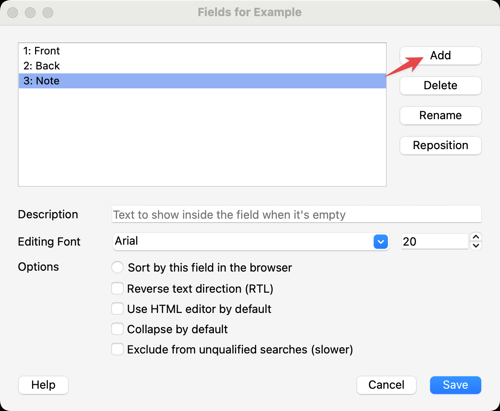 Fields for Example
1: Front
2: Back
3: Note
Add
Delete
Rename
Reposition
Description
Text to show inside the field when it's empty
Editing Font
Arial
20
Options
Sort by this field in the browser
Reverse text direction (RTL)
Use HTML editor by default
Collapse by default
Exclude from unqualified searches (slower)
Help
Cancel
Save